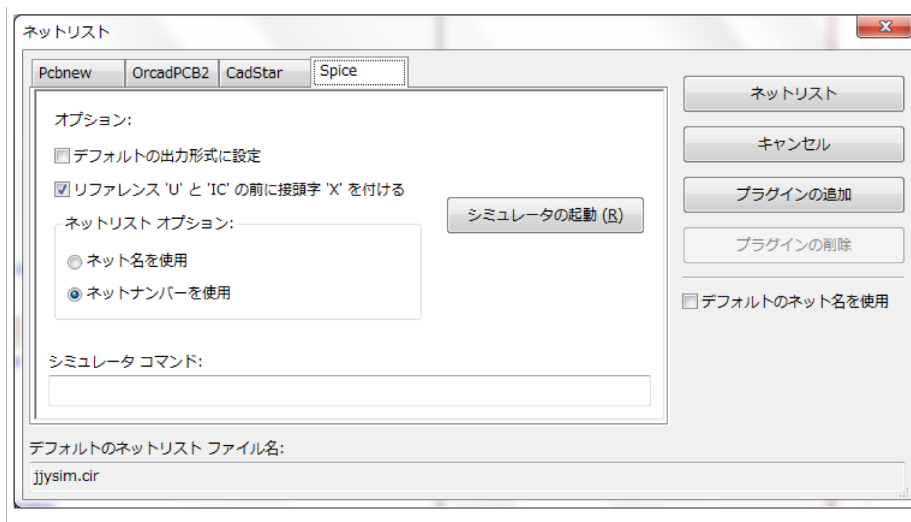 ネットリスト
Pcbnew
OrcadPCB2
CadStar
Spice
オプション:
デフォルトの出力形式に設定
リファレンス 'U' と 'IC' の前に接頭字 'X' を付ける
シミュレータの起動 (R)
ネットリスト オプション:
ネット名を使用
ネットナンバーを使用
シミュレータ コマンド:
ネットリスト
キャンセル
プラグインの追加
プラグインの削除
デフォルトのネット名を使用
デフォルトのネットリスト ファイル名:
jjysim.cir